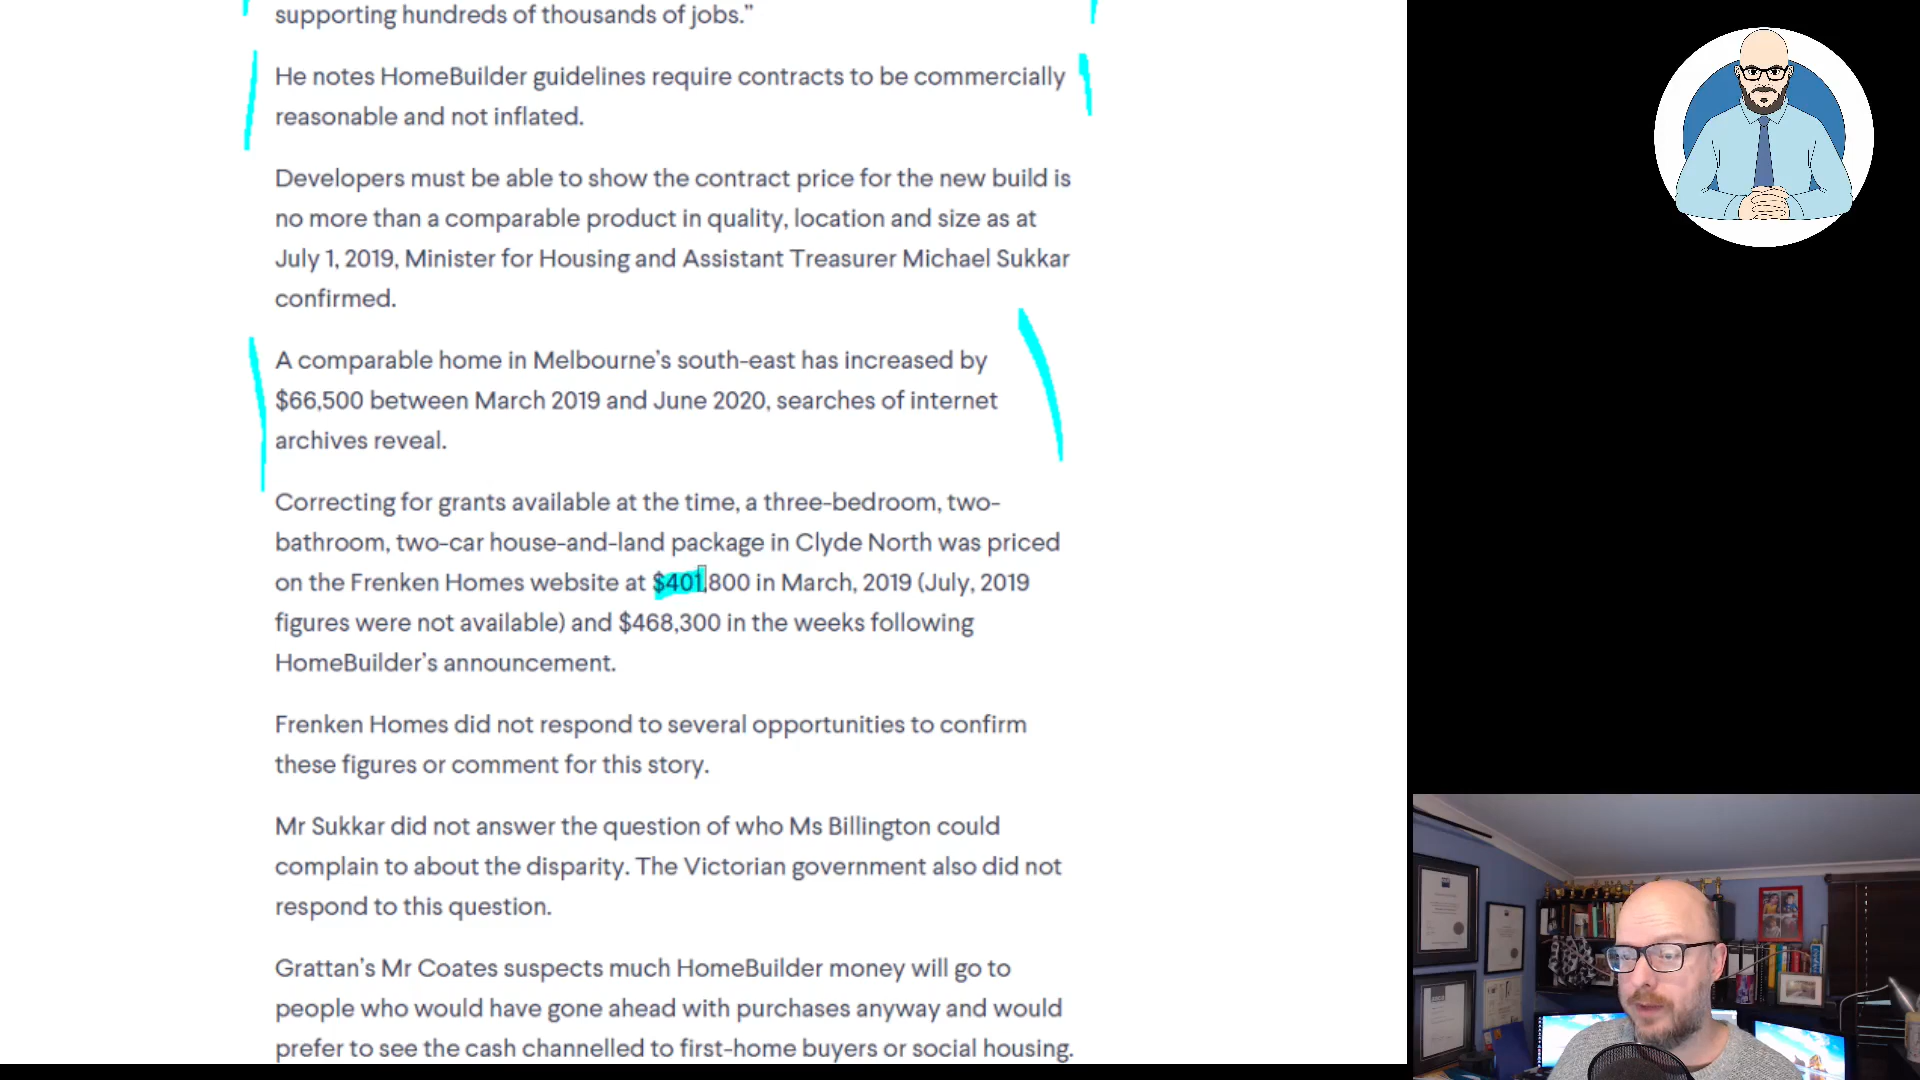 supporting hundreds of thousands of jobs.”
He notes HomeBuilder guidelines require contracts to be commercially
reasonable and not inflated.
Developers must be able to show the contract price for the new build is
no more than a comparable product in quality, location and size as at
July 1, 2019, Minister for Housing and Assistant Treasurer Michael Sukkar
confirmed.
A comparable home in Melbourne’s south-east has increased by
$66,500 between March 2019 and June 2020, searches of internet
archives reveal.
Correcting for grants available at the time, a three-bedroom, two-
bathroom, two-car house-and-land package in Clyde North was priced
on the Frenken Homes website at $401,800 in March, 2019 (July, 2019
figures were not available) and $468,300 in the weeks following
HomeBuilder’s announcement.
Frenken Homes did not respond to several opportunities to confirm
these figures or comment for this story.
Mr Sukkar did not answer the question of who Ms Billington could
complain to about the disparity. The Victorian government also did not
respond to this question.
Grattan’s Mr Coates suspects much HomeBuilder money will go to
people who would have gone ahead with purchases anyway and would
prefer to see the cash channelled to first-home buyers or social housing.